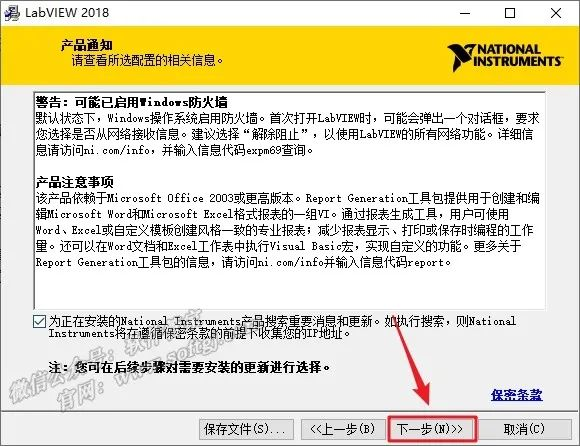 LabVIEW 2018
产品通知
请查看所选配置的相关信息。
NATIONAL
INSTRUMENTS
警告：可能已启用Windows防火墙
默认状态下，Windows操作系统启用防火墙。首次打开LabVIEW时，可能会弹出一个对话框，要求
您选择是否从网络接收信息。建议选择“解除阻止”，以使用LabVIEW的所有网络功能。详细信
息请访问ni.com/info，并输入信息代码expm69查询。
产品注意事项
该产品依赖于Microsoft Office 2003或更高版本。Report Generation工具包提供用于创建和编
辑Microsoft Word和Microsoft Excel格式报表的一组VI。通过报表生成工具，用户可使用
Word、Excel或自定义模板创建风格一致的专业报表；减少报表显示、打印或保存时编程的工作
量。还可以在Word文档和Excel工作表中执行Visual Basic宏，实现自定义的功能。更多关于
Report Generation工具包的信息，请访问ni.com/info并输入信息代码report。
为正在安装的National Instruments产品搜索重要消息和更新。如执行搜索，则National
Instruments将在遵循保密条款的前提下收集您的IP地址。
注：您可在后续步骤对需要安装的更新进行选择。
微信公众号：
官网：
保密条款
保存文件(S)...
<<上一步(B)
下一步(N)>>
取消(C)